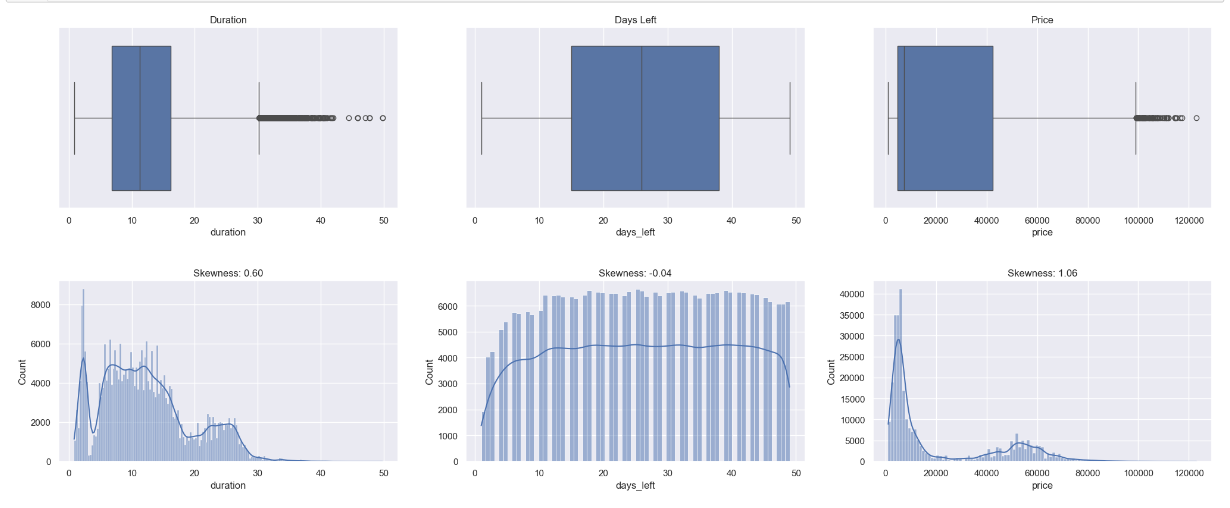 Duration
0 10 20 30 40 50
duration
Days Left
0 10 20 30 40 50
days_left
Price
0 20000 40000 60000 80000 100000 120000
price
Skewness: 0.60
8000
6000
4000
2000
0
Count
0 10 20 30 40 50
duration
Skewness: -0.04
6000
5000
4000
3000
2000
1000
0
Count
0 10 20 30 40 50
days_left
Skewness: 1.06
40000
35000
30000
25000
20000
15000
10000
5000
0
Count
0 20000 40000 60000 80000 100000 120000
price